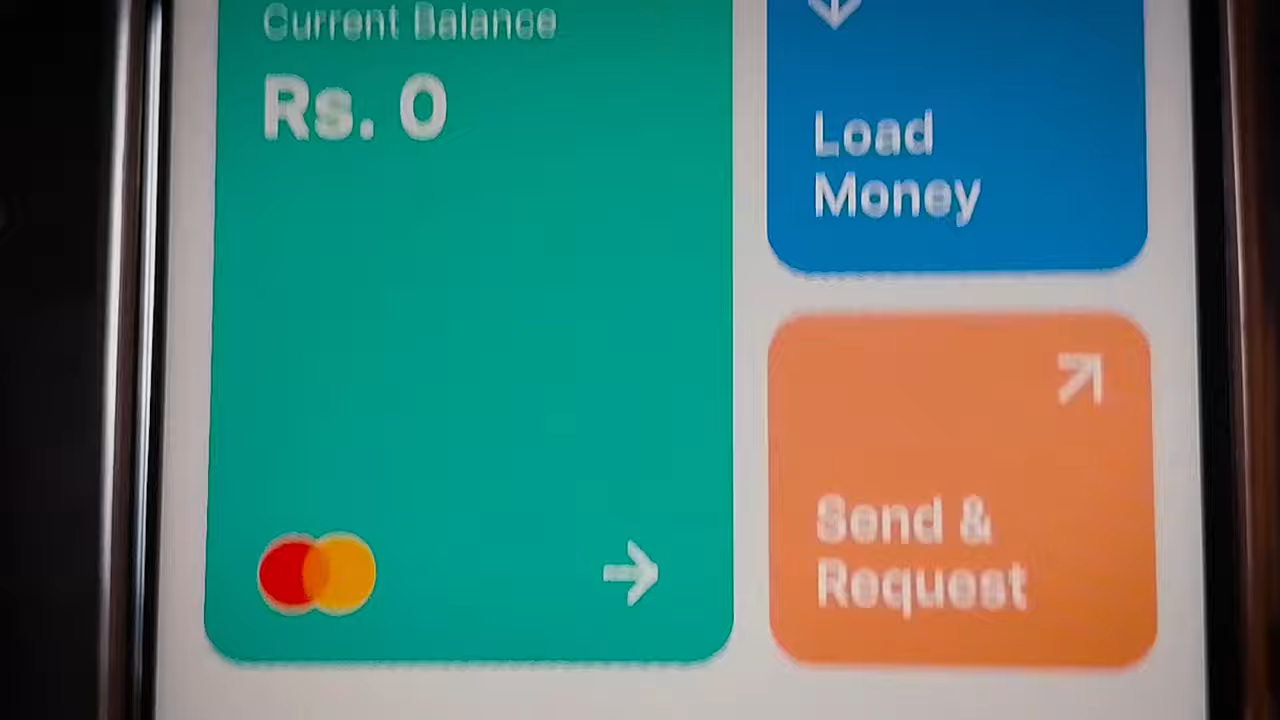 Current Balance
Rs. 0
Load
Money
Send &
Request